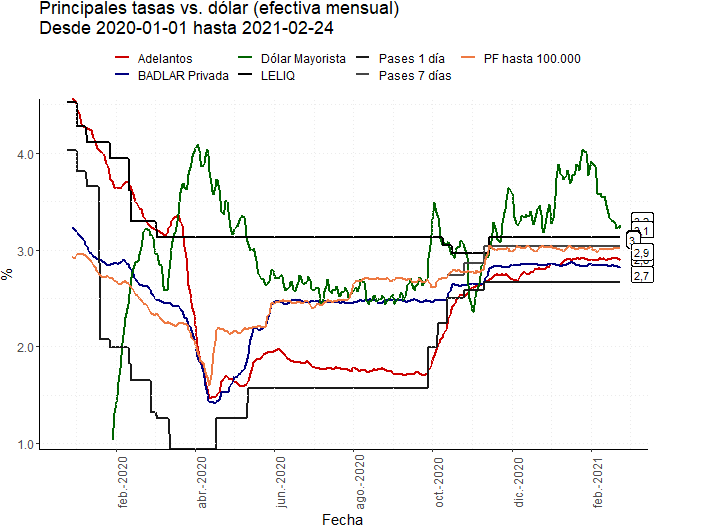 Principales tasas vs. dólar (efectiva mensual)
Desde 2020-01-01 hasta 2021-02-24
Adelantos
Dólar Mayorista
Pases 1 día
PF hasta 100.000
BADLAR Privada
LELIQ
Pases 7 días
4.0
3.0
2.0
1.0
%
2,9
2,7
feb.-2020
abr.-2020
jun.-2020
ago.-2020
oct.-2020
dic.-2020
feb.-2021
Fecha